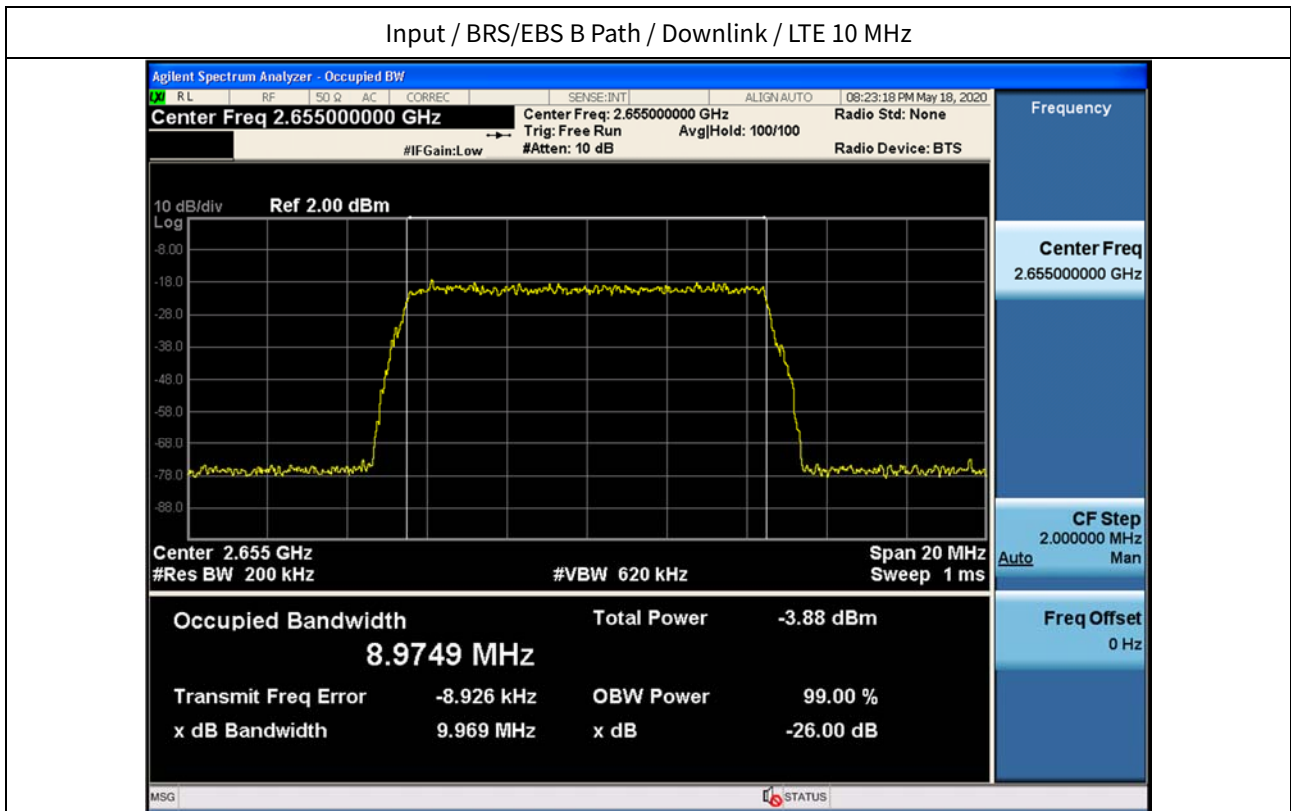 Input / BRS/EBS B Path / Downlink / LTE 10 MHz
Agilent Spectrum Analyzer - Occupied BW
LXI RL RF 50 Ω AC CORREC SENSE:INT ALIGN AUTO 08:23:18 PM May 18, 2020
Center Freq 2.655000000 GHz Center Freq: 2.655000000 GHz Radio Std: None
Trig: Free Run Avg|Hold: 100/100
#IFGain:Low #Atten: 10 dB Radio Device: BTS
Frequency
10 dB/div Ref 2.00 dBm
Log
-8.00
-18.0
-28.0
-38.0
-48.0
-58.0
-68.0
-78.0
-88.0
Center 2.655 GHz Span 20 MHz
#Res BW 200 kHz #VBW 620 kHz Sweep 1 ms
Center Freq
2.655000000 GHz
CF Step
2.000000 MHz
Auto Man
Freq Offset
0 Hz
Occupied Bandwidth Total Power -3.88 dBm
8.9749 MHz
Transmit Freq Error -8.926 kHz OBW Power 99.00 %
x dB Bandwidth 9.969 MHz x dB -26.00 dB
MSG STATUS